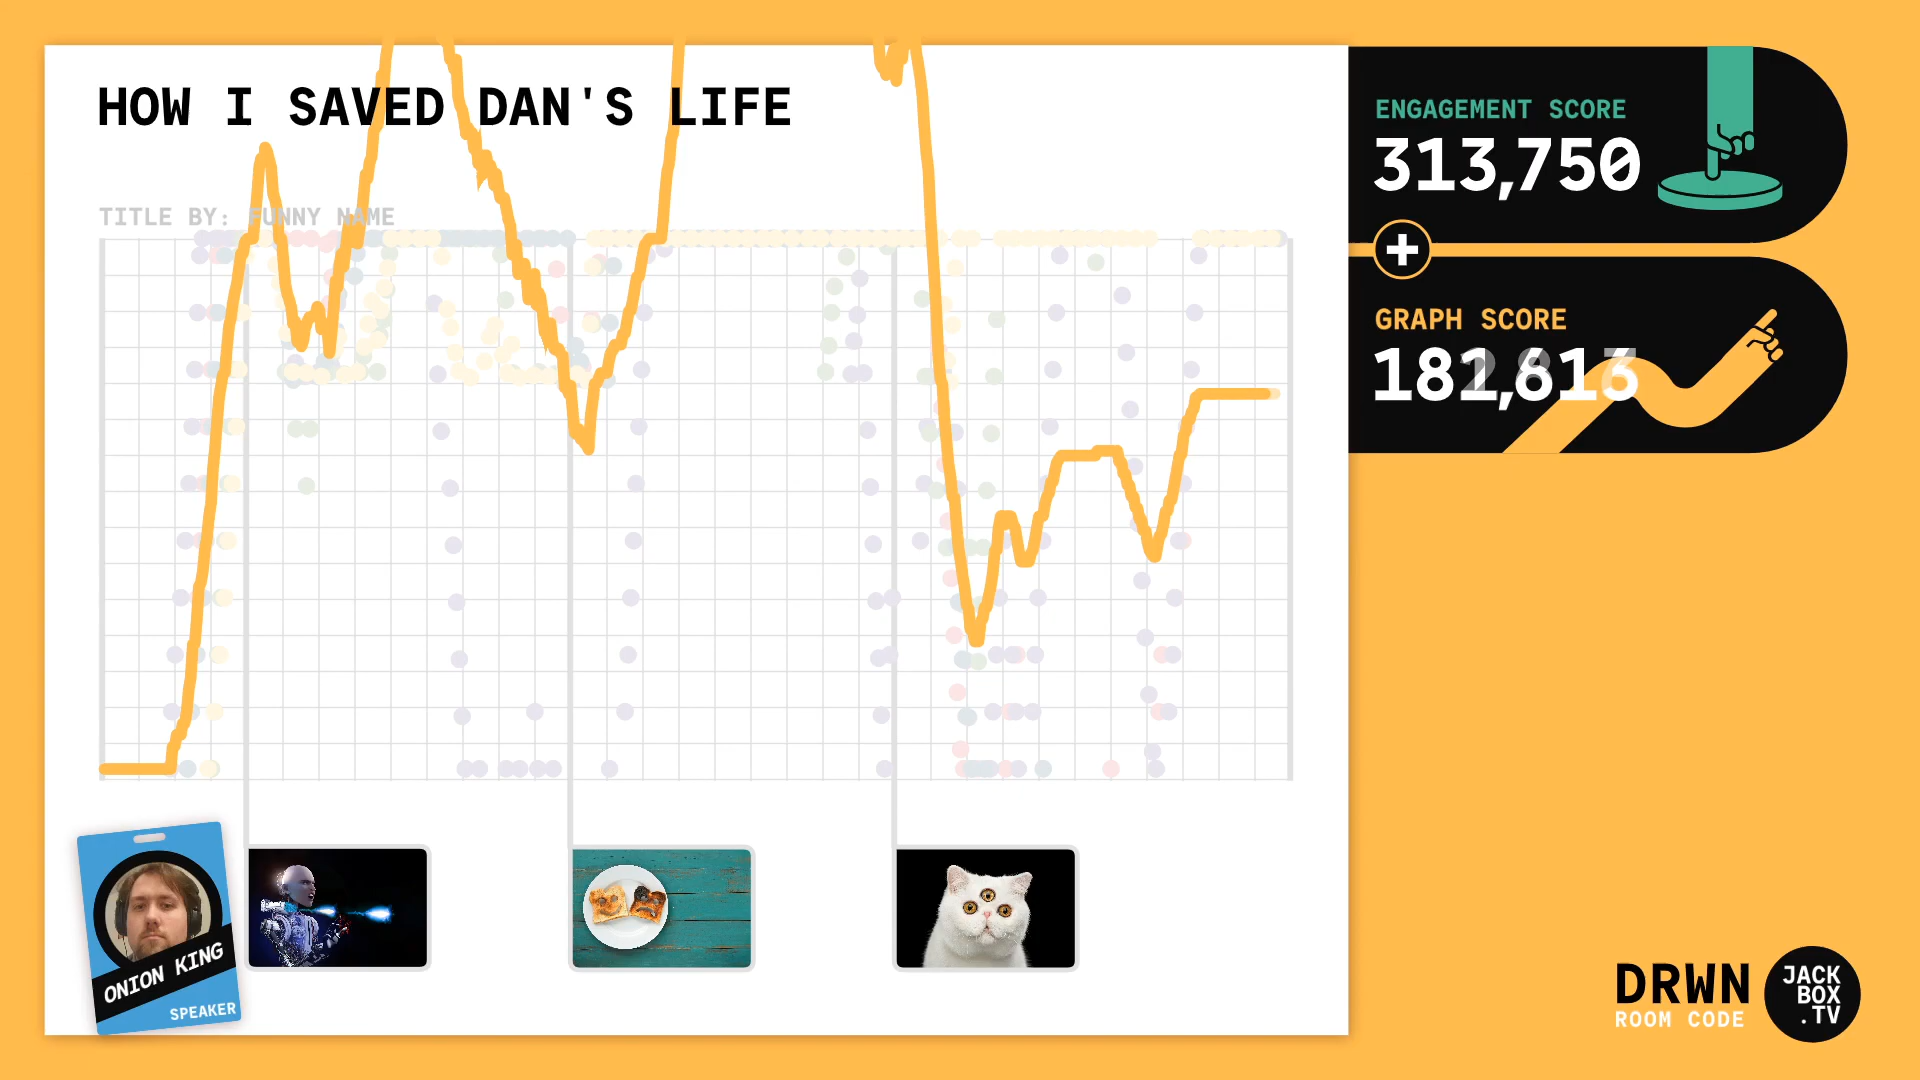 HOW I SAVED DAN'S LIFE
TITLE BY: FUNNY NAME
ENGAGEMENT SCORE
313,750
+
GRAPH SCORE
ONION KING
SPEAKER
DRWN
ROOM CODE
JACK
BOX
.TV